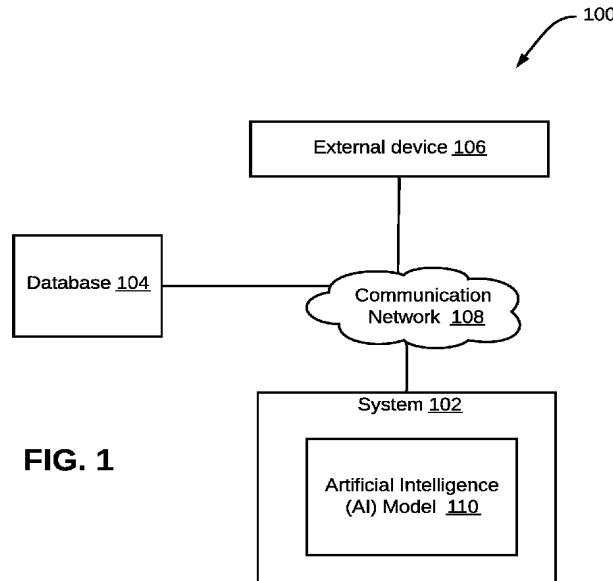 100
External device 106
Database 104
Communication
Network 108
System 102
FIG. 1
Artificial Intelligence
(AI) Model 110